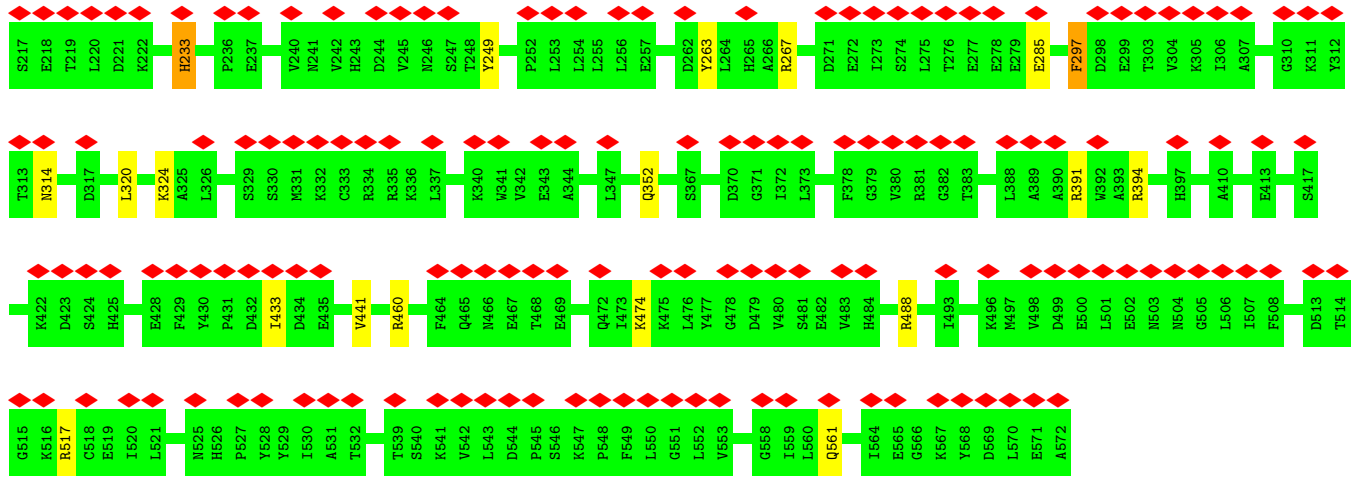 S217 E218 T219 L220 D221 K222 H233 P236 E237 V240 N241 V242 H243 D244 V245 N246 S247 T248 Y249 P252 L253 L254 L255 L256 E257 D262 Y263 L264 H265 A266 R267 D271 E272 I273 S274 L275 T276 E277 E278 E279 E285 F297 D298 E299 T303 V304 K305 I306 A307 G310 K311 Y312
T313 N314 D317 L320 K324 A325 L326 S329 S330 M331 K332 C333 R334 R335 K336 L337 K340 W341 V342 E343 A344 L347 Q352 S367 D370 G371 I372 L373 F378 G379 V380 R381 G382 T383 L388 A389 A390 R391 W392 A393 R394 H397 A410 E413 S417
K422 D423 S424 H425 E428 F429 Y430 P431 D432 I433 D434 E435 V441 R460 F464 Q465 N466 E467 T468 E469 Q472 I473 K474 K475 L476 Y477 G478 D479 V480 S481 E482 V483 H484 R488 I493 K496 M497 V498 D499 E500 L501 E502 N503 N504 G505 L506 I507 F508 D513 T514
G515 K516 R517 C518 E519 I520 L521 N525 H526 P527 Y528 Y529 I530 A531 T532 T539 S540 K541 V542 L543 D544 P545 S546 K547 P548 F549 L550 G551 L552 V553 G558 I559 L560 Q561 I564 E565 G566 K567 Y568 D569 L570 E571 A572